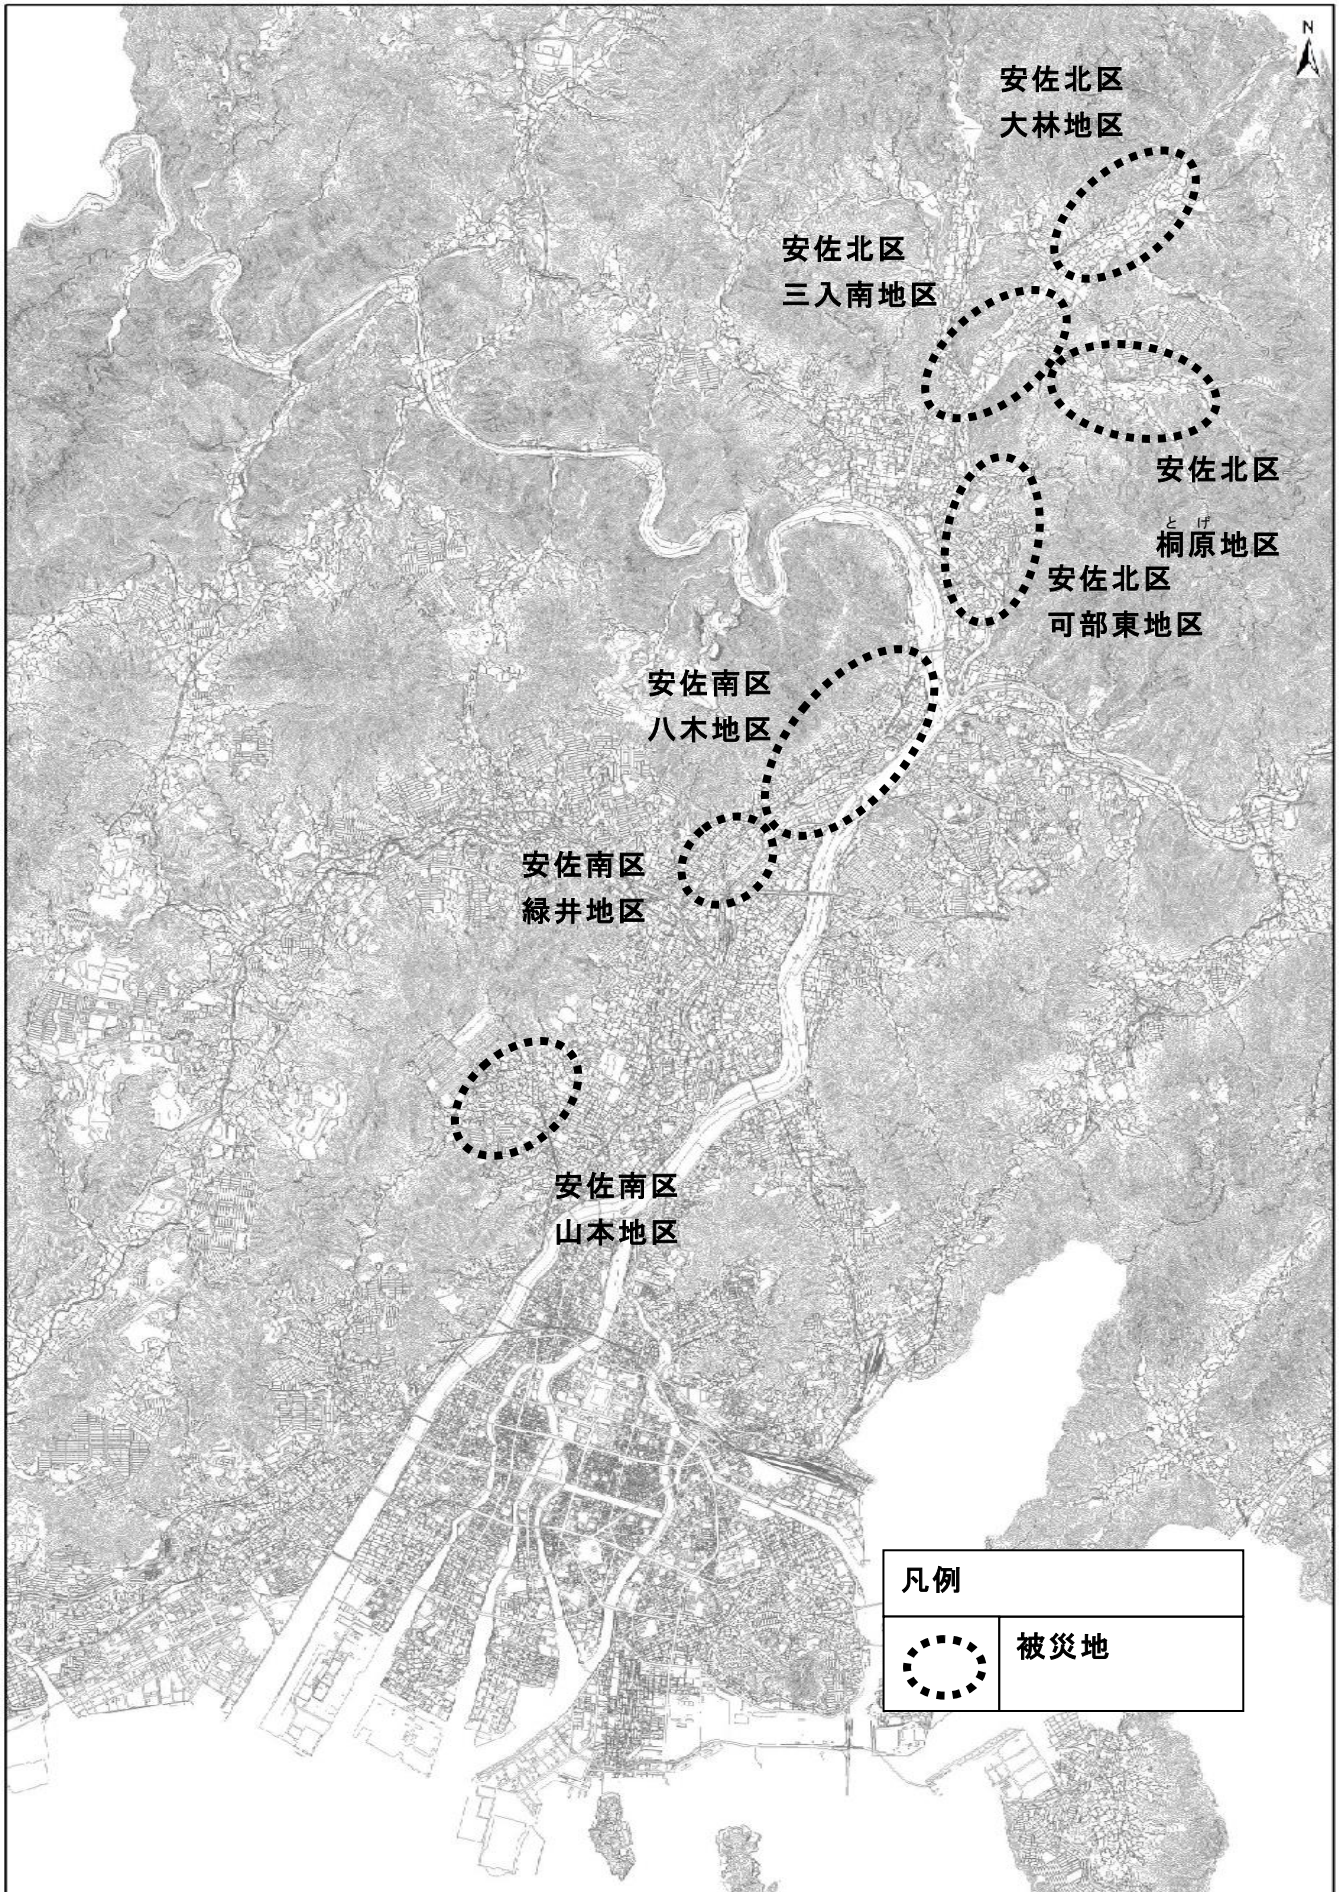 N
安佐北区
大林地区
安佐北区
三入南地区
安佐北区
とげ
桐原地区
安佐北区
可部東地区
安佐南区
八木地区
安佐南区
緑井地区
安佐南区
山本地区
凡例
被災地